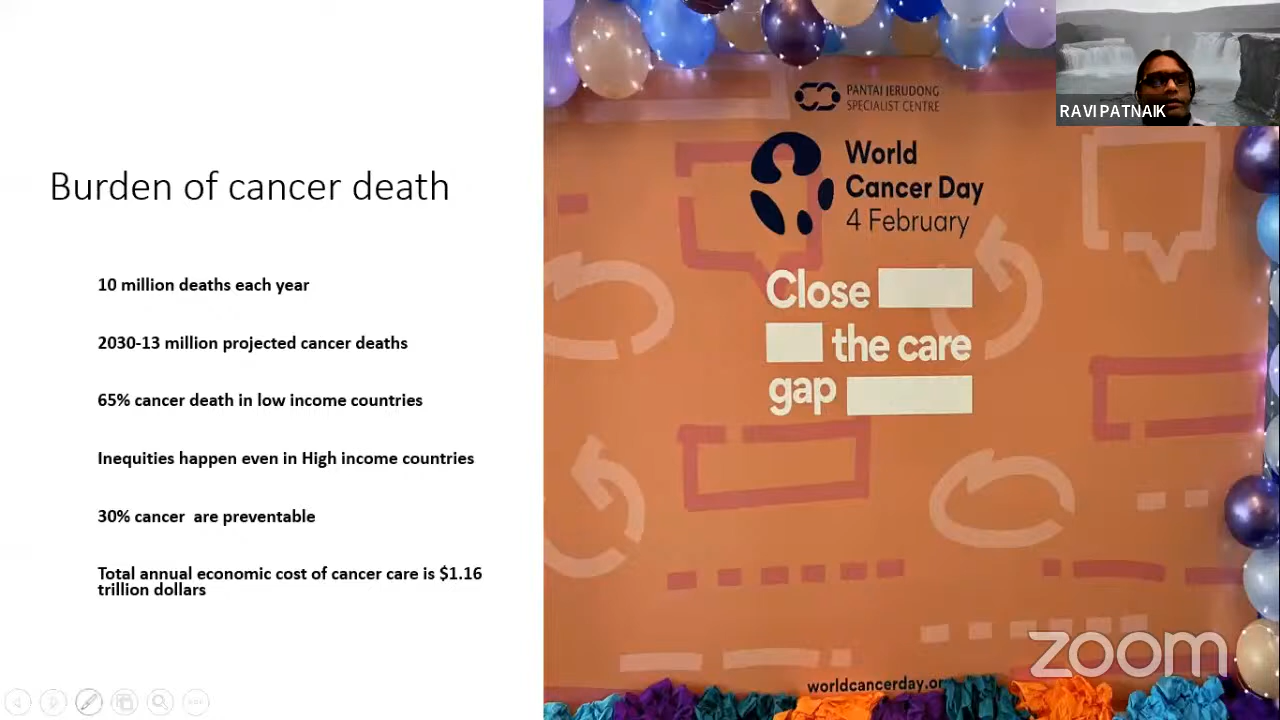 Burden of cancer death
10 million deaths each year
2030-13 million projected cancer deaths
65% cancer death in low income countries
Inequities happen even in High income countries
30% cancer  are preventable
Total annual economic cost of cancer care is $1.16
trillion dollars
PANTAI JERUDONG
SPECIALIST CENTRE
World
Cancer Day
4 February
Close
the care
gap
worldcancerday.or
RAVI PATNAIK
zoom